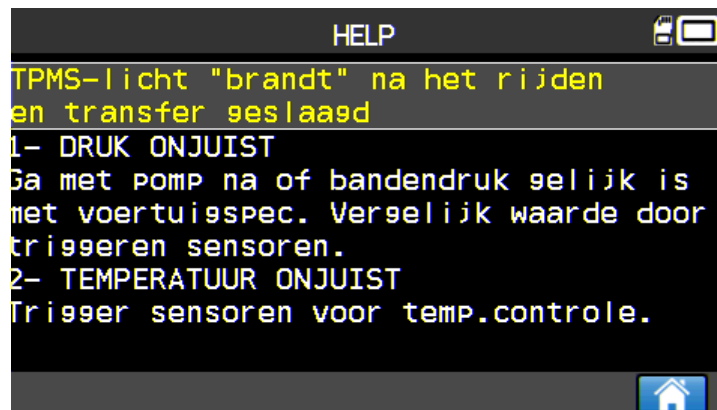 HELP
TPMS-licht "brandt" na het rijden
en transfer geslaagd
1- DRUK ONJUIST
Ga met pomp na of bandendruk gelijk is
met voertuigspec. Vergelijk waarde door
triggeren sensoren.
2- TEMPERATUUR ONJUIST
Trigger sensoren voor temp.controle.